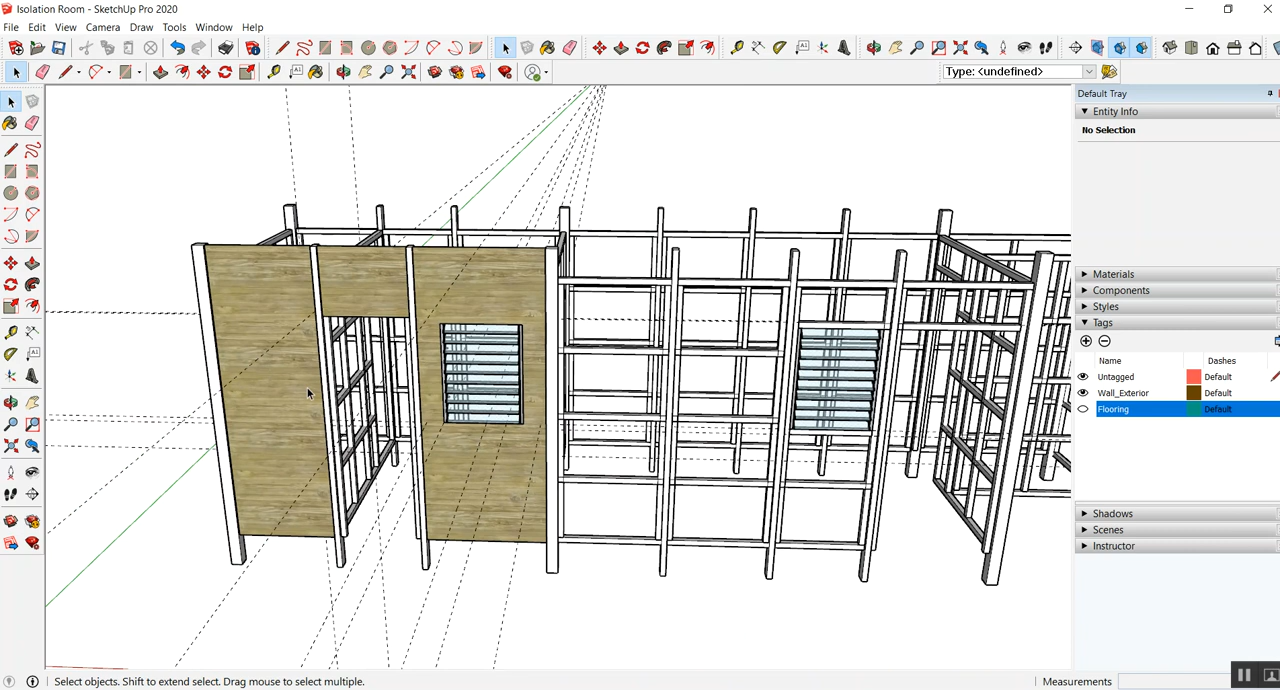 Isolation Room - SketchUp Pro 2020
File Edit View Camera Draw Tools Window Help
Type: <undefined>
Default Tray
Entity Info
No Selection
Materials
Components
Styles
Tags
Name Dashes
Untagged Default
Wall_Exterior Default
Flooring Default
Shadows
Scenes
Instructor
Select objects. Shift to extend select. Drag mouse to select multiple. Measurements